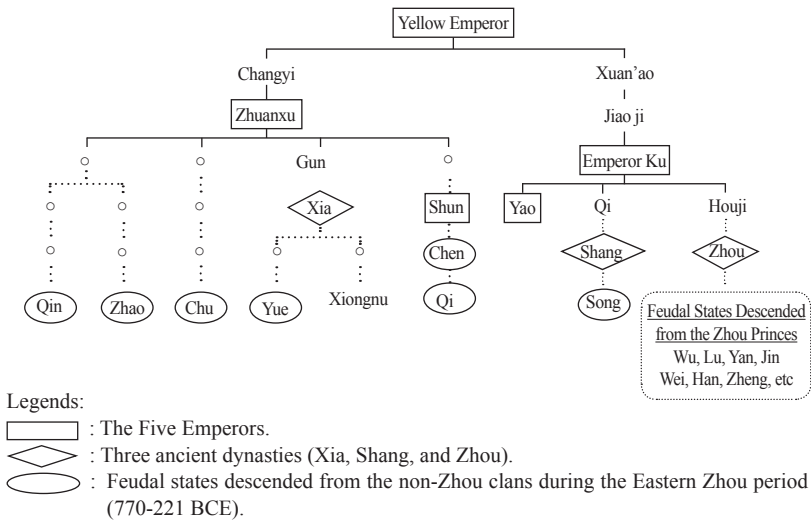 Yellow Emperor
Changyi Xuan'ao
Zhuanxu Jiao ji
Gun Emperor Ku
Xia Shun Yao Qi Houji
Chen Shang Zhou
Qin Zhao Chu Yue Xiongnu Qi Song
Feudal States Descended
from the Zhou Princes
Wu, Lu, Yan, Jin
Wei, Han, Zheng, etc
Legends:
: The Five Emperors.
: Three ancient dynasties (Xia, Shang, and Zhou).
: Feudal states descended from the non-Zhou clans during the Eastern Zhou period
(770-221 BCE).